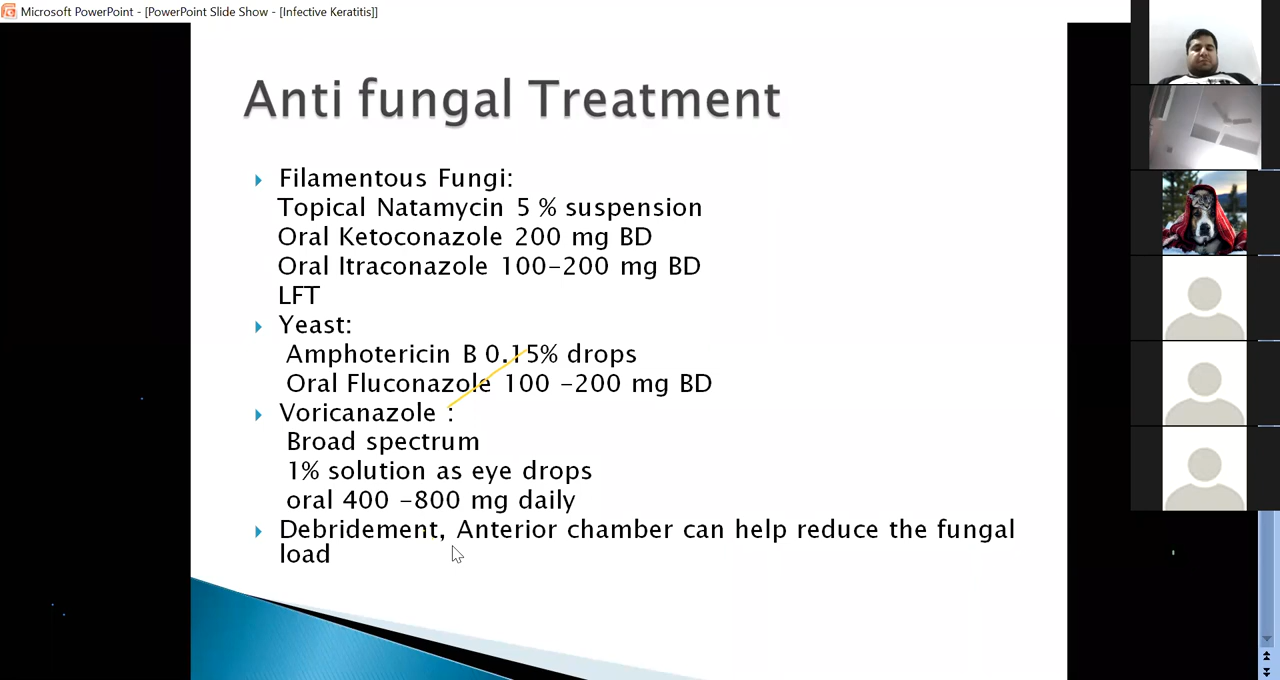 Microsoft PowerPoint - [PowerPoint Slide Show - [Infective Keratitis]]
Anti fungal Treatment
Filamentous Fungi:
Topical Natamycin 5 % suspension
Oral Ketoconazole 200 mg BD
Oral Itraconazole 100-200 mg BD
LFT
Yeast:
Amphotericin B 0.15% drops
Oral Fluconazole 100 -200 mg BD
Voricanazole :
Broad spectrum
1% solution as eye drops
oral 400 -800 mg daily
Debridement, Anterior chamber can help reduce the fungal
load